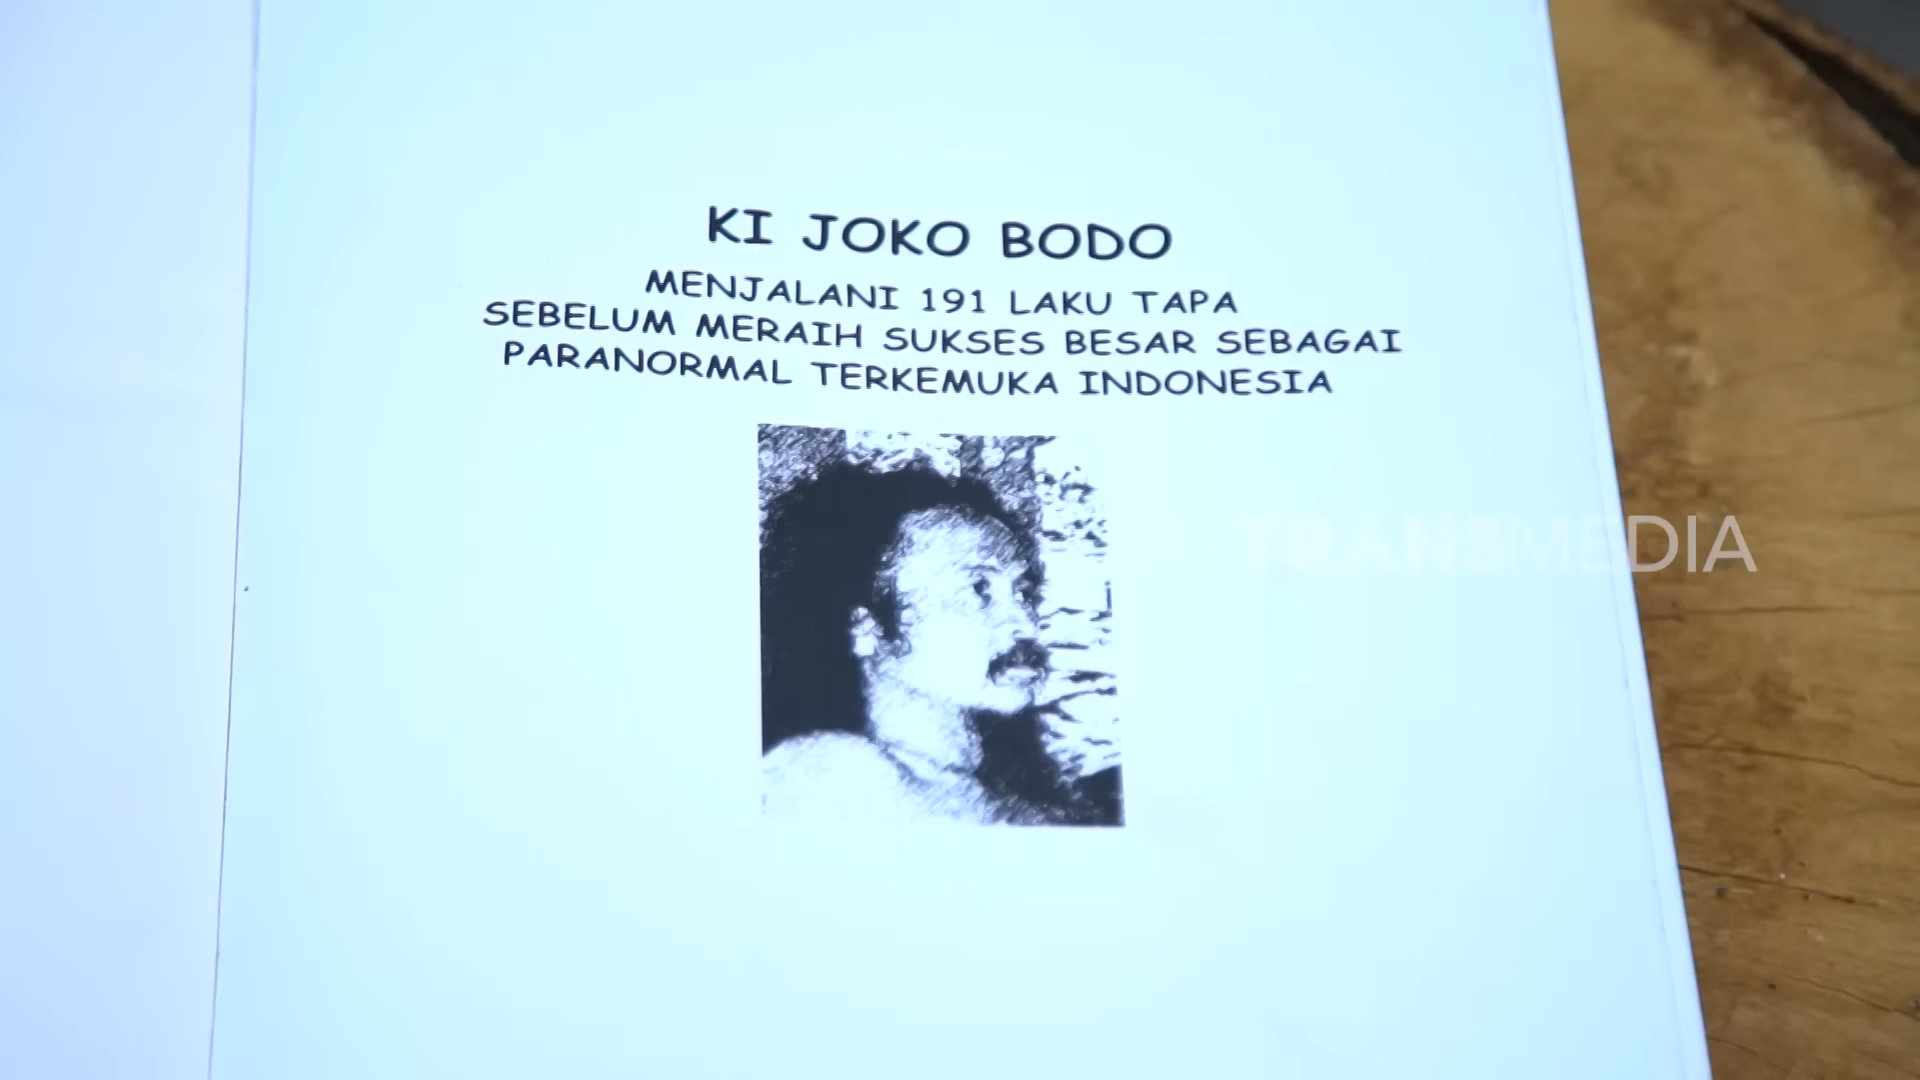 KI JOKO BODO
MENJALANI 191 LAKU TAPA
SEBELUM MERAIH SUKSES BESAR SEBAGAI
PARANORMAL TERKEMUKA INDONESIA
TRANSMEDIA